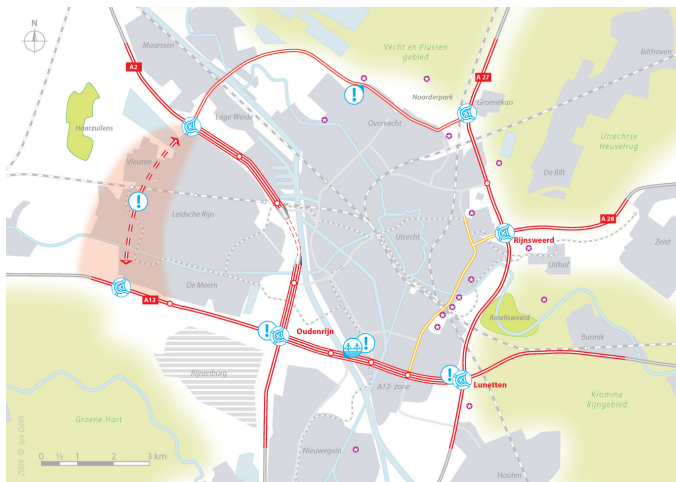 N
Maarssen
A2
Vecht en Plassen
gebied
Bilthoven
A 27
Noorderpark
Groenekan
Lage Weide
Overvecht
Haarzuilens
Utrechtse
Heuvelrug
Vleuten
De Bilt
!
!
Leidsche Rijn
A 28
Utrecht
Rijnsweerd
Zeist
Uithof
De Meern
A12
Amelisweerd
!
Oudenrijn
!
Bunnik
Rijnenburg
!
A12- zone
Lunetten
Kromme
Rijngebied
Groene Hart
Nieuwegein
Houten
0 ½ 1 2 3 km
2008 © ipv Delft